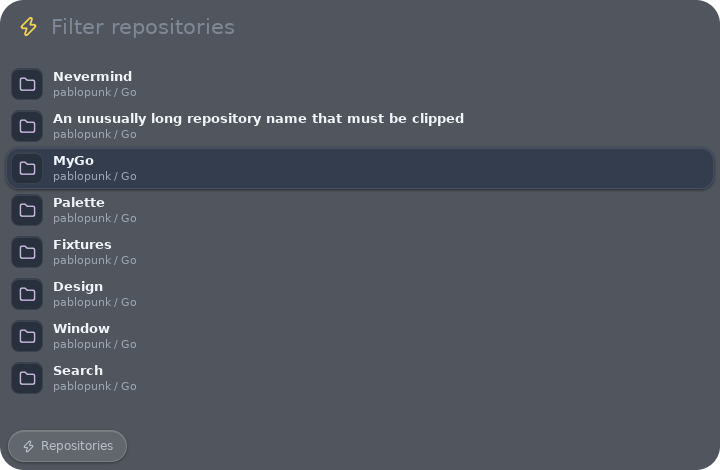 Filter repositories
Nevermind
pablopunk / Go
An unusually long repository name that must be clipped
pablopunk / Go
MyGo
pablopunk / Go
Palette
pablopunk / Go
Fixtures
pablopunk / Go
Design
pablopunk / Go
Window
pablopunk / Go
Search
pablopunk / Go
Repositories